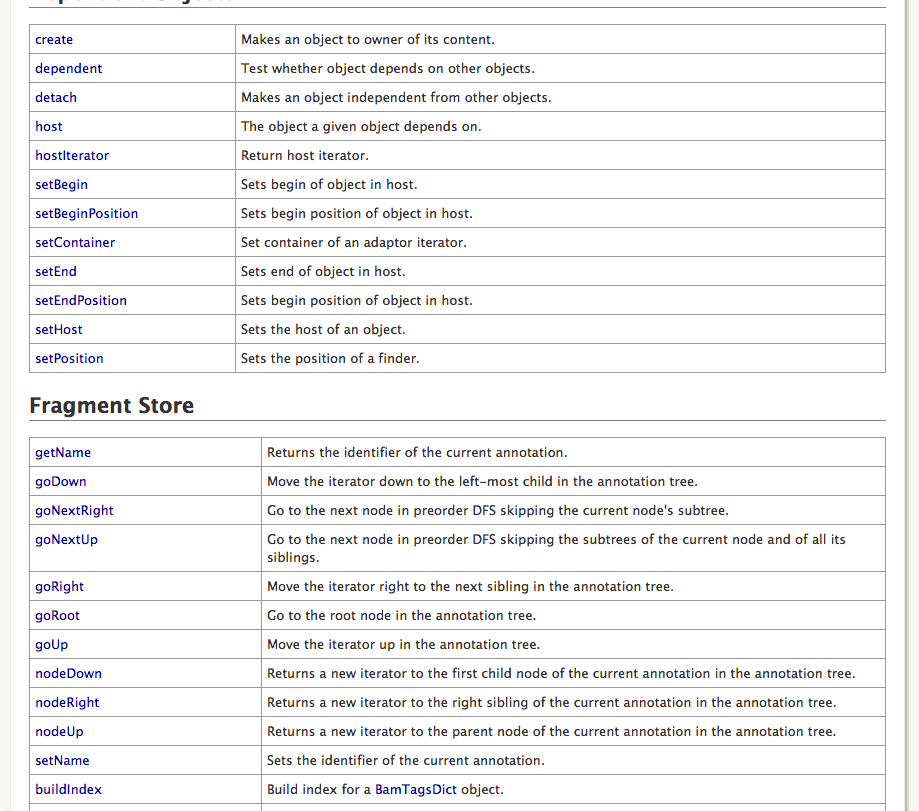 create Makes an object to owner of its content.
dependent Test whether object depends on other objects.
detach Makes an object independent from other objects.
host The object a given object depends on.
hostIterator Return host iterator.
setBegin Sets begin of object in host.
setBeginPosition Sets begin position of object in host.
setContainer Set container of an adaptor iterator.
setEnd Sets end of object in host.
setEndPosition Sets begin position of object in host.
setHost Sets the host of an object.
setPosition Sets the position of a finder.
Fragment Store
getName Returns the identifier of the current annotation.
goDown Move the iterator down to the left-most child in the annotation tree.
goNextRight Go to the next node in preorder DFS skipping the current node's subtree.
goNextUp Go to the next node in preorder DFS skipping the subtrees of the current node and of all its
siblings.
goRight Move the iterator right to the next sibling in the annotation tree.
goRoot Go to the root node in the annotation tree.
goUp Move the iterator up in the annotation tree.
nodeDown Returns a new iterator to the first child node of the current annotation in the annotation tree.
nodeRight Returns a new iterator to the right sibling of the current annotation in the annotation tree.
nodeUp Returns a new iterator to the parent node of the current annotation in the annotation tree.
setName Sets the identifier of the current annotation.
buildIndex Build index for a BamTagsDict object.